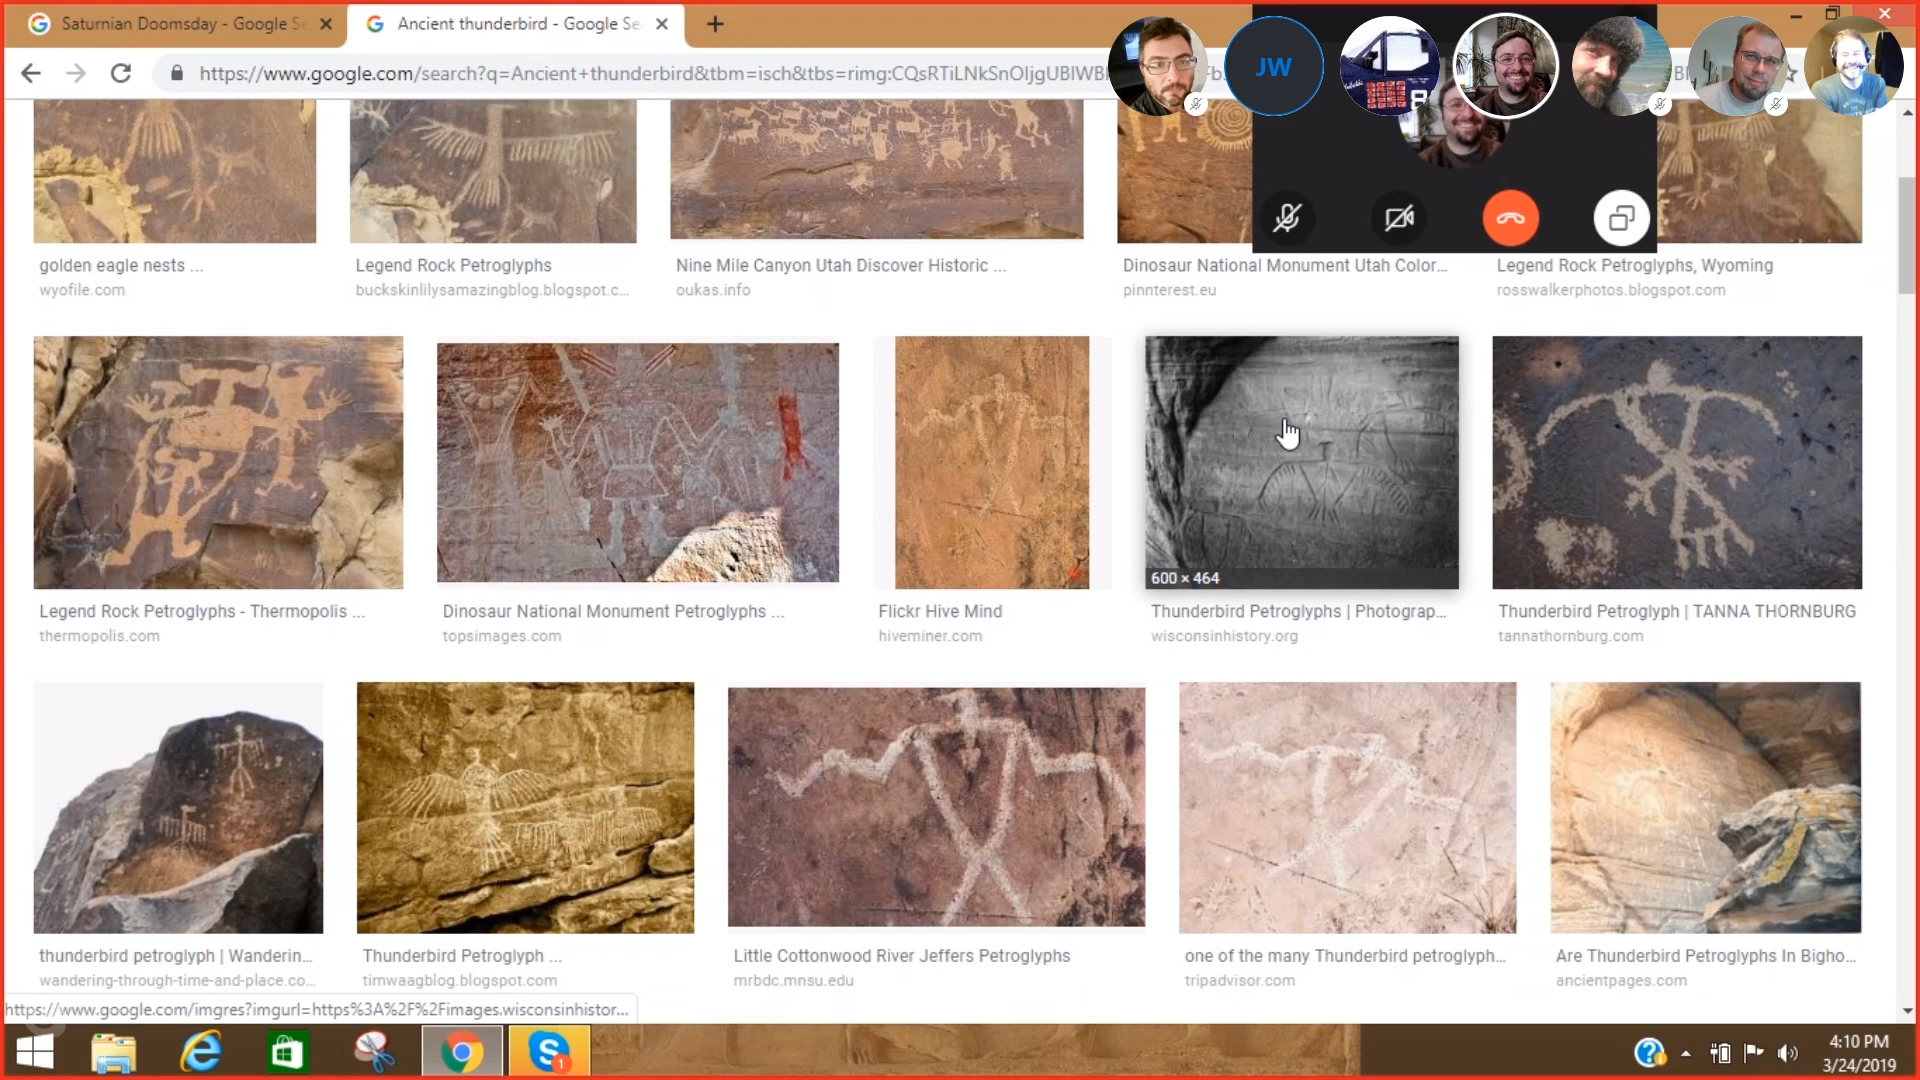 Saturnian Doomsday - Google Se
Ancient thunderbird - Google Se
https://www.google.com/search?q=Ancient+thunderbird&tbm=isch&tbs=rimg:CQsRTiLNkSnOIjgUBIWB
JW
golden eagle nests ...
wyofile.com
Legend Rock Petroglyphs
buckskinlilysamazingblog.blogspot.c...
Nine Mile Canyon Utah Discover Historic ...
oukas.info
Dinosaur National Monument Utah Color...
pinnterest.eu
Legend Rock Petroglyphs, Wyoming
rosswalkerphotos.blogspot.com
600 × 464
Legend Rock Petroglyphs - Thermopolis ...
thermopolis.com
Dinosaur National Monument Petroglyphs ...
topsimages.com
Flickr Hive Mind
hiveminer.com
Thunderbird Petroglyphs | Photograp...
wisconsinhistory.org
Thunderbird Petroglyph | TANNA THORNBURG
tannathornburg.com
thunderbird petroglyph | Wanderin...
wandering-through-time-and-place.co...
Thunderbird Petroglyph ...
timwaagblog.blogspot.com
Little Cottonwood River Jeffers Petroglyphs
mrbdc.mnsu.edu
one of the many Thunderbird petroglyph...
tripadvisor.com
Are Thunderbird Petroglyphs In Bigho...
ancientpages.com
https://www.google.com/imgres?imgurl=https%3A%2F%2Fimages.wisconsinhistor...
1
4:10 PM
3/24/2019